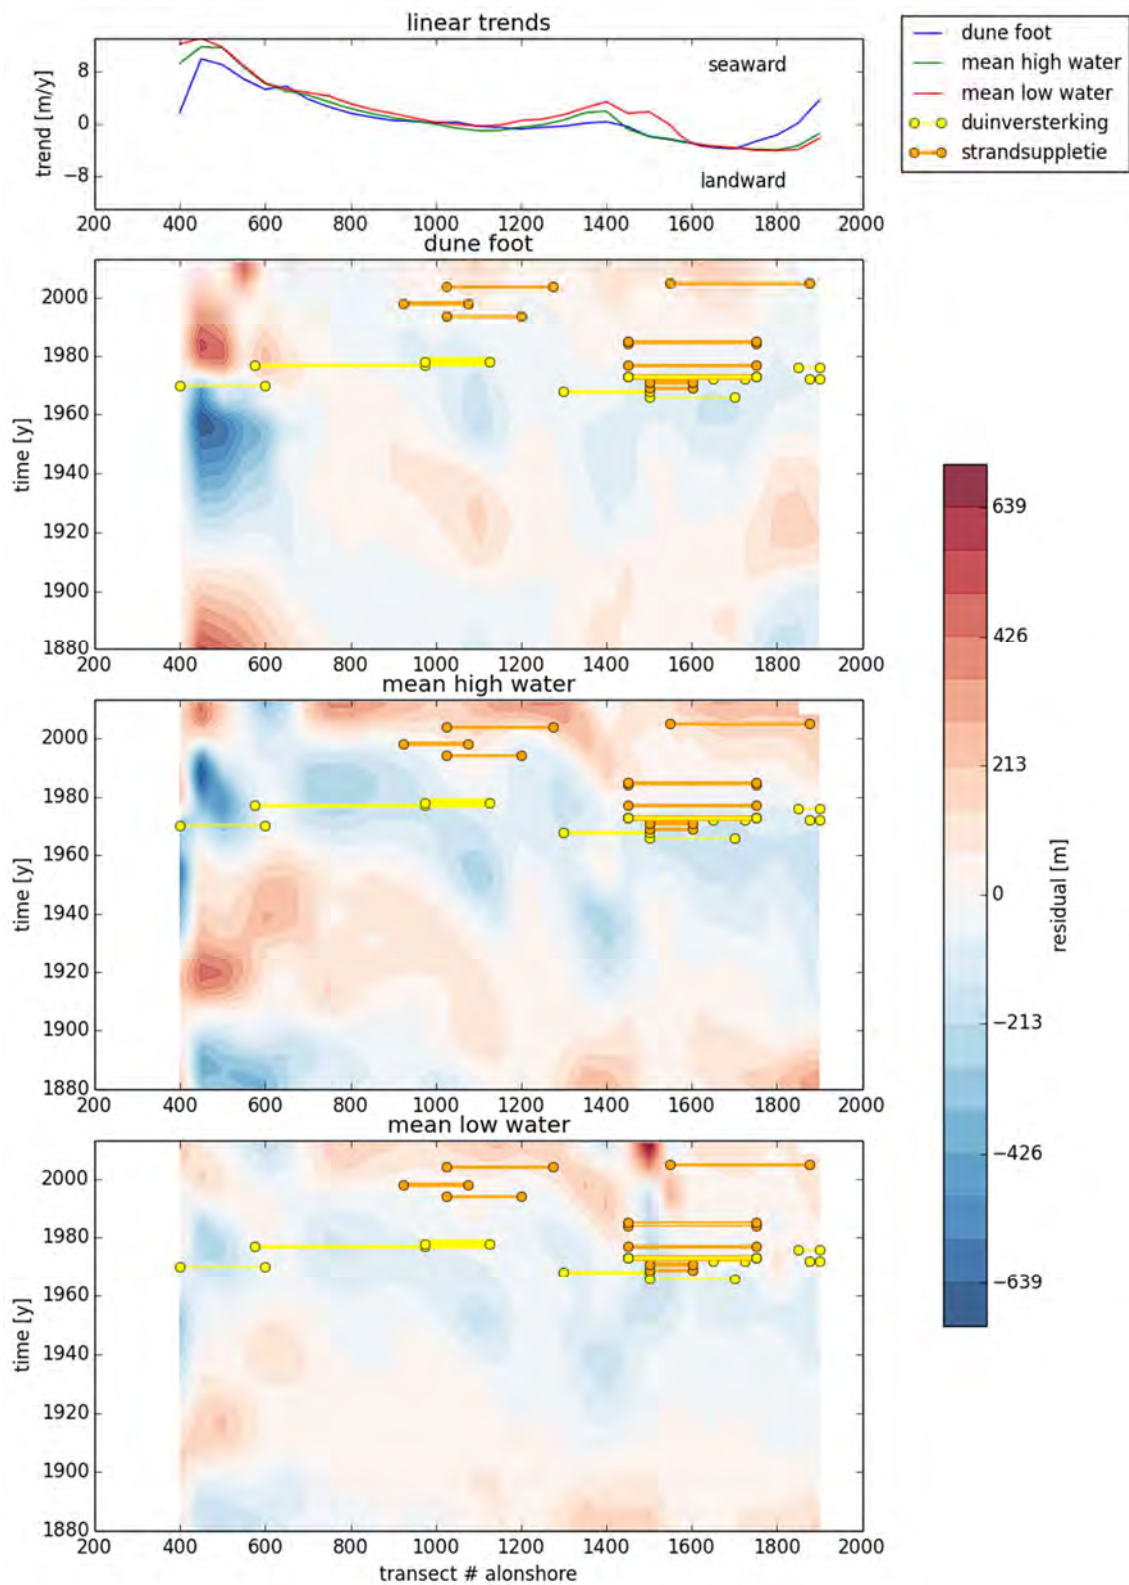 linear trends
dune foot
mean high water
mean low water
duinversterking
strandsuppletie
trend [m/y]
8
0
−8
seaward
landward
200 400 600 800 1000 1200 1400 1600 1800 2000
dune foot
time [y]
2000
1980
1960
1940
1920
1900
1880
200 400 600 800 1000 1200 1400 1600 1800 2000
mean high water
time [y]
2000
1980
1960
1940
1920
1900
1880
200 400 600 800 1000 1200 1400 1600 1800 2000
mean low water
time [y]
2000
1980
1960
1940
1920
1900
1880
200 400 600 800 1000 1200 1400 1600 1800 2000
transect # alonshore
639
426
213
0
−213
−426
−639
residual [m]